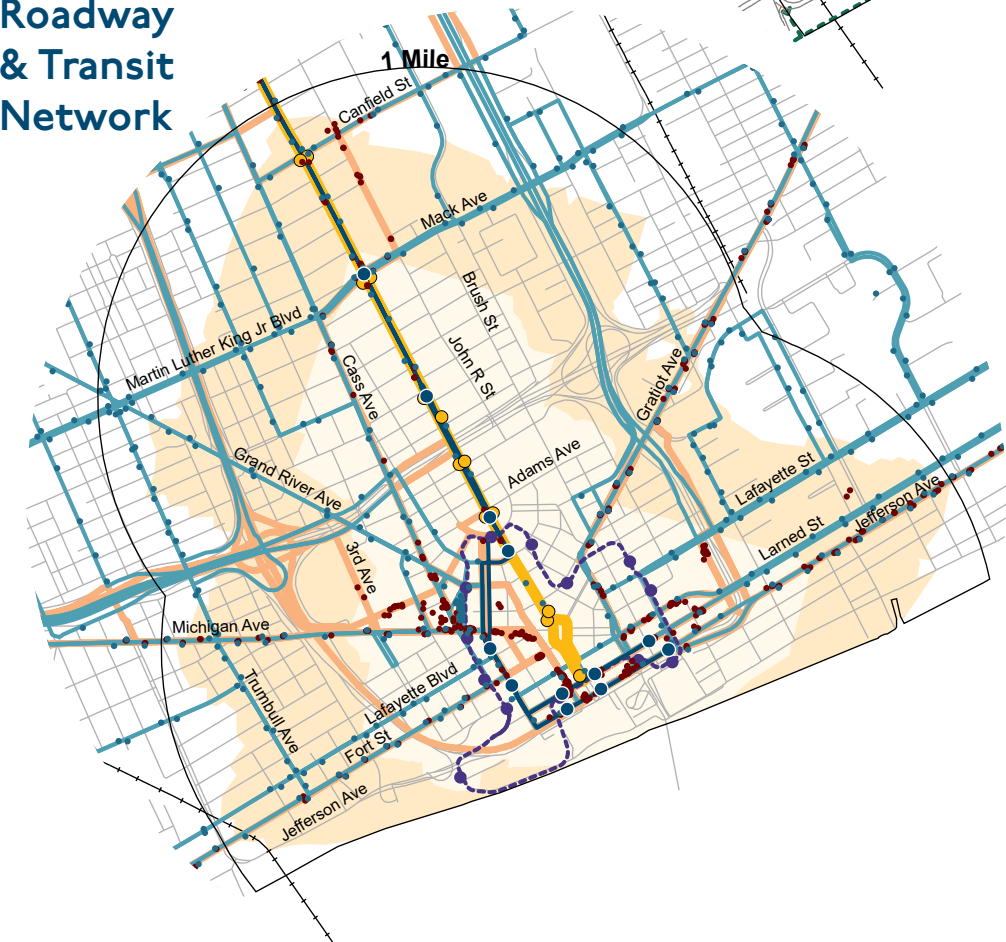 Roadway
& Transit
Network
1 Mile
Canfield St
Mack Ave
Brush St
Martin Luther King Jr Blvd
John R St
Cass Ave
Gratiot Ave
Grand River Ave
Adams Ave
Lafayette St
Jefferson Ave
Larned St
3rd Ave
Michigan Ave
Lafayette Blvd
Trumbull Ave
Fort St
Jefferson Ave